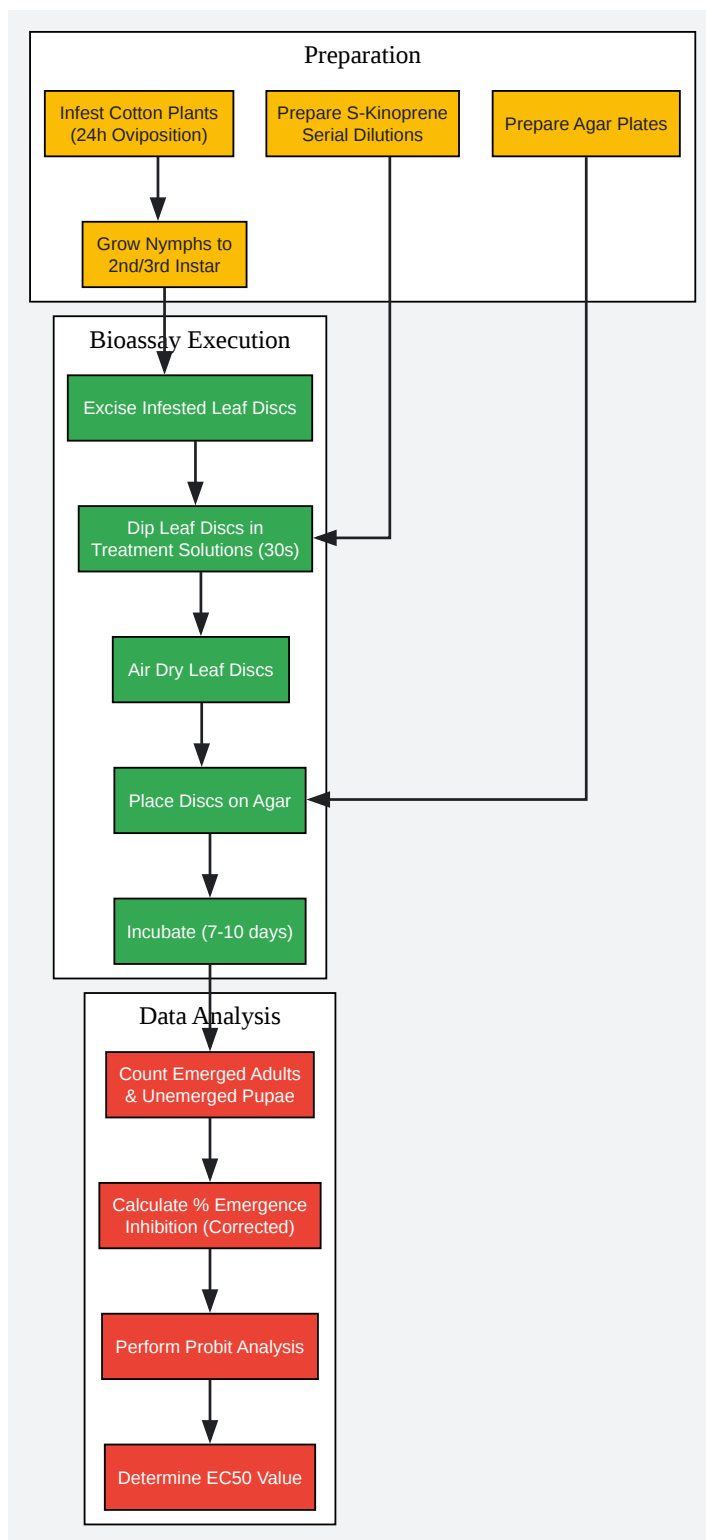 Preparation
Infest Cotton Plants
(24h Oviposition)
Prepare S-Kinoprene
Serial Dilutions
Prepare Agar Plates
Grow Nymphs to
2nd/3rd Instar
Bioassay Execution
Excise Infested Leaf Discs
Dip Leaf Discs in
Treatment Solutions (30s)
Air Dry Leaf Discs
Place Discs on Agar
Incubate (7-10 days)
Data Analysis
Count Emerged Adults
& Unemerged Pupae
Calculate % Emergence
Inhibition (Corrected)
Perform Probit Analysis
Determine EC50 Value